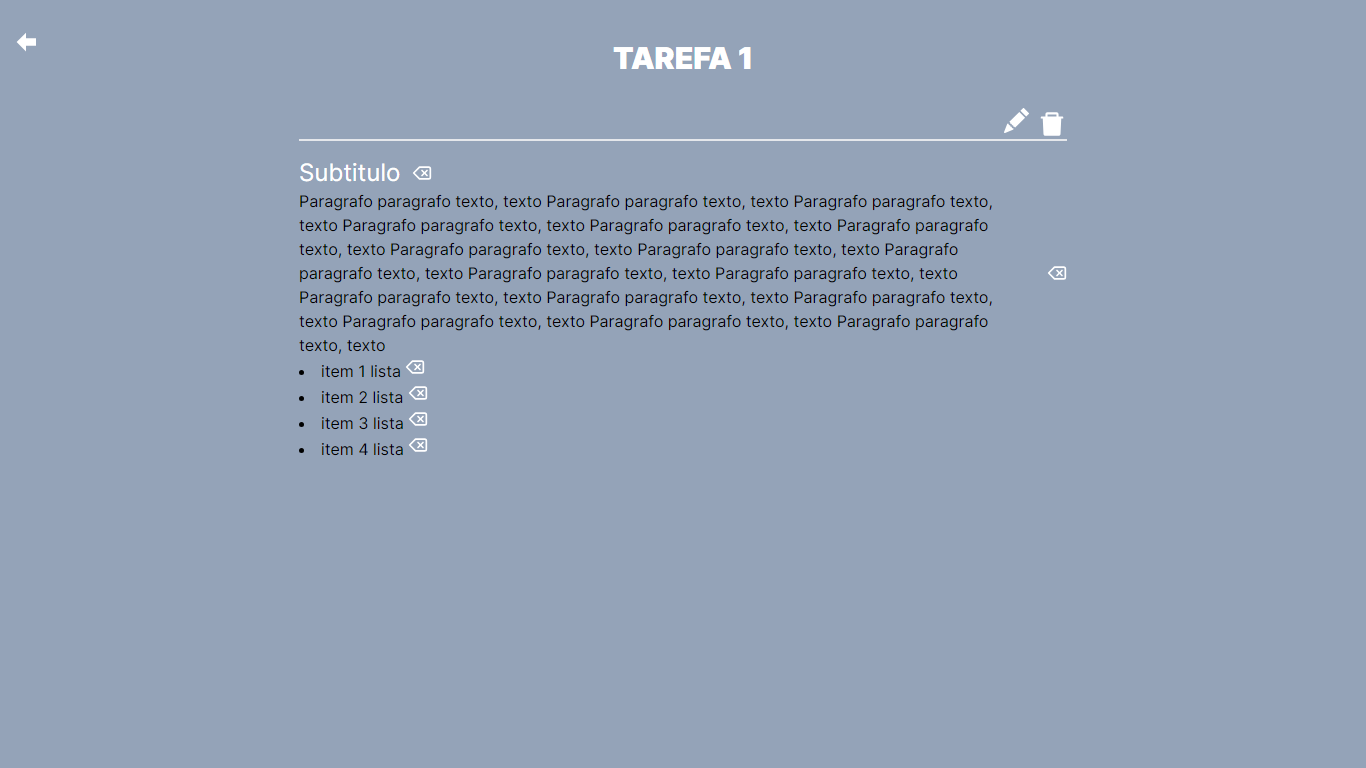 TAREFA 1
Subtitulo
Paragrafo paragrafo texto, texto Paragrafo paragrafo texto, texto Paragrafo paragrafo texto,
texto Paragrafo paragrafo texto, texto Paragrafo paragrafo texto, texto Paragrafo paragrafo
texto, texto Paragrafo paragrafo texto, texto Paragrafo paragrafo texto, texto Paragrafo
paragrafo texto, texto Paragrafo paragrafo texto, texto Paragrafo paragrafo texto, texto
Paragrafo paragrafo texto, texto Paragrafo paragrafo texto, texto Paragrafo paragrafo texto,
texto Paragrafo paragrafo texto, texto Paragrafo paragrafo texto, texto Paragrafo paragrafo
texto, texto
• item 1 lista
• item 2 lista
• item 3 lista
• item 4 lista